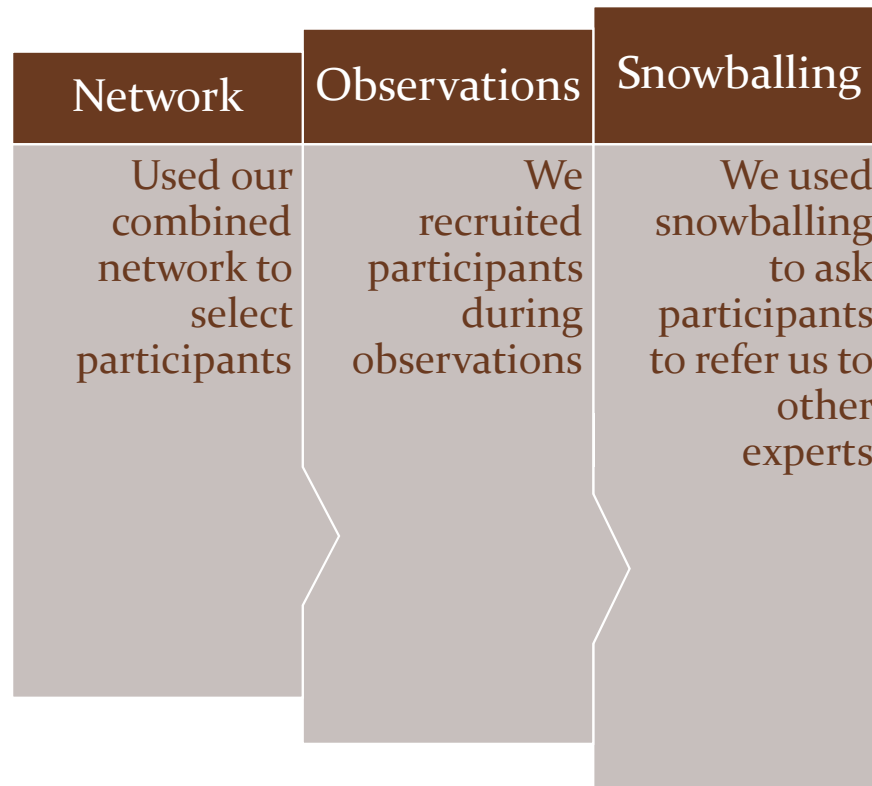 Network
Used our
combined
network to
select
participants
Observations
We
recruited
participants
during
observations
Snowballing
We used
snowballing
to ask
participants
to refer us to
other
experts